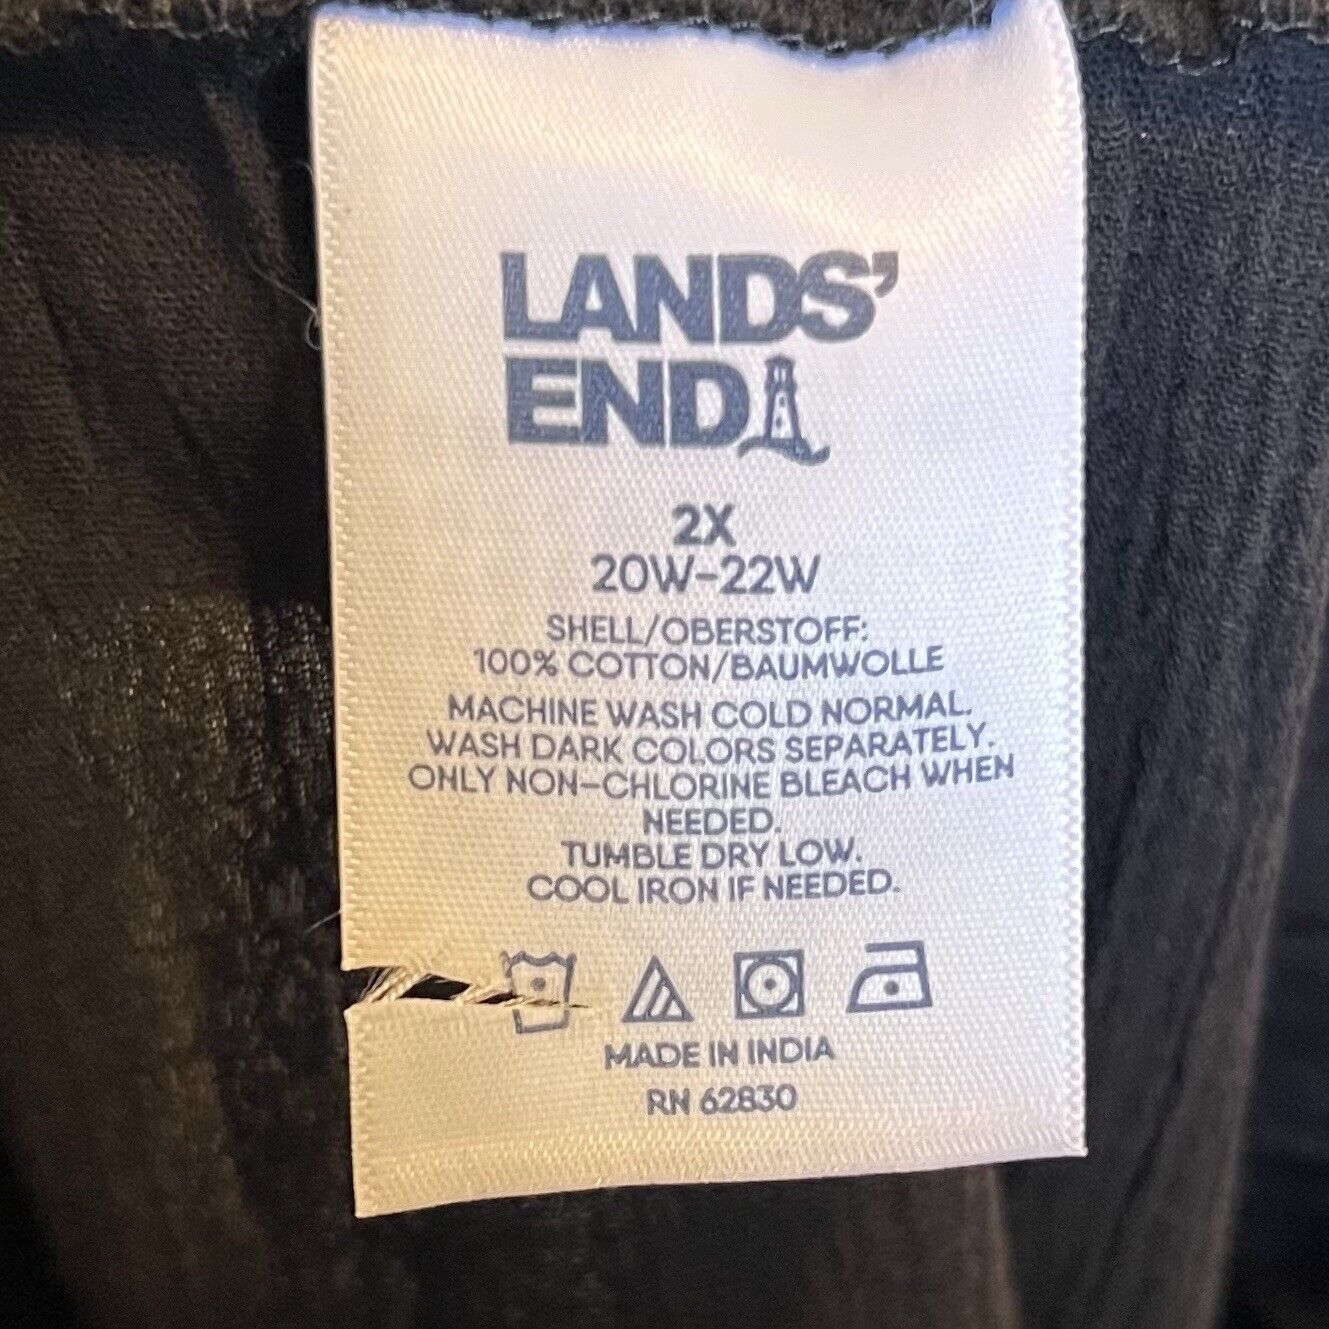 LANDS'
END
2X
20W-22W
SHELL/OBERSTOFF:
100% COTTON/BAUMWOLLE
MACHINE WASH COLD NORMAL.
WASH DARK COLORS SEPARATELY.
ONLY NON-CHLORINE BLEACH WHEN
NEEDED.
TUMBLE DRY LOW.
COOL IRON IF NEEDED.
MADE IN INDIA
RN 62830